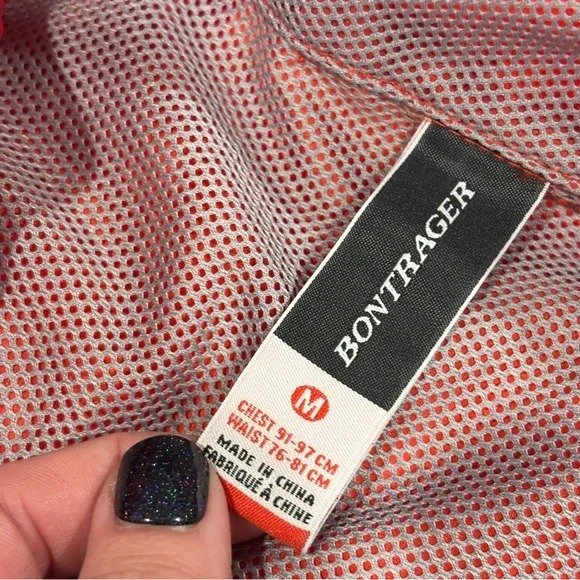 BONTRAGER
M
CHEST 91-97 CM
WAIST 76-81 CM
MADE IN CHINA
FABRIQUÉ À CHINE